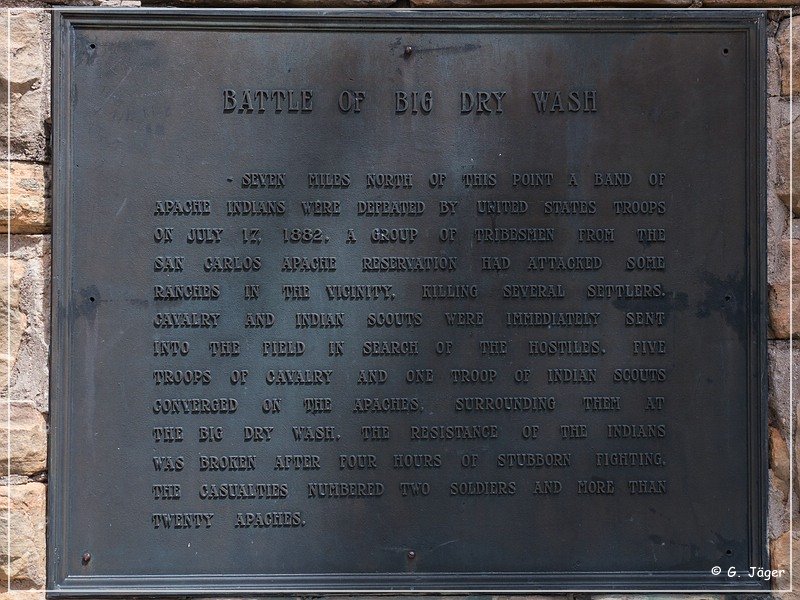 BATTLE OF BIG DRY WASH
- SEVEN MILES NORTH OF THIS POINT A BAND OF
APACHE INDIANS WERE DEFEATED BY UNITED STATES TROOPS
ON JULY 17, 1882. A GROUP OF TRIBESMEN FROM THE
SAN CARLOS APACHE RESERVATION HAD ATTACKED SOME
RANCHES IN THE VICINITY, KILLING SEVERAL SETTLERS.
CAVALRY AND INDIAN SCOUTS WERE IMMEDIATELY SENT
INTO THE FIELD IN SEARCH OF THE HOSTILES. FIVE
TROOPS OF CAVALRY AND ONE TROOP OF INDIAN SCOUTS
CONVERGED ON THE APACHES, SURROUNDING THEM AT
THE BIG DRY WASH. THE RESISTANCE OF THE INDIANS
WAS BROKEN AFTER FOUR HOURS OF STUBBORN FIGHTING.
THE CASUALTIES NUMBERED TWO SOLDIERS AND MORE THAN
TWENTY APACHES.
© G. Jäger